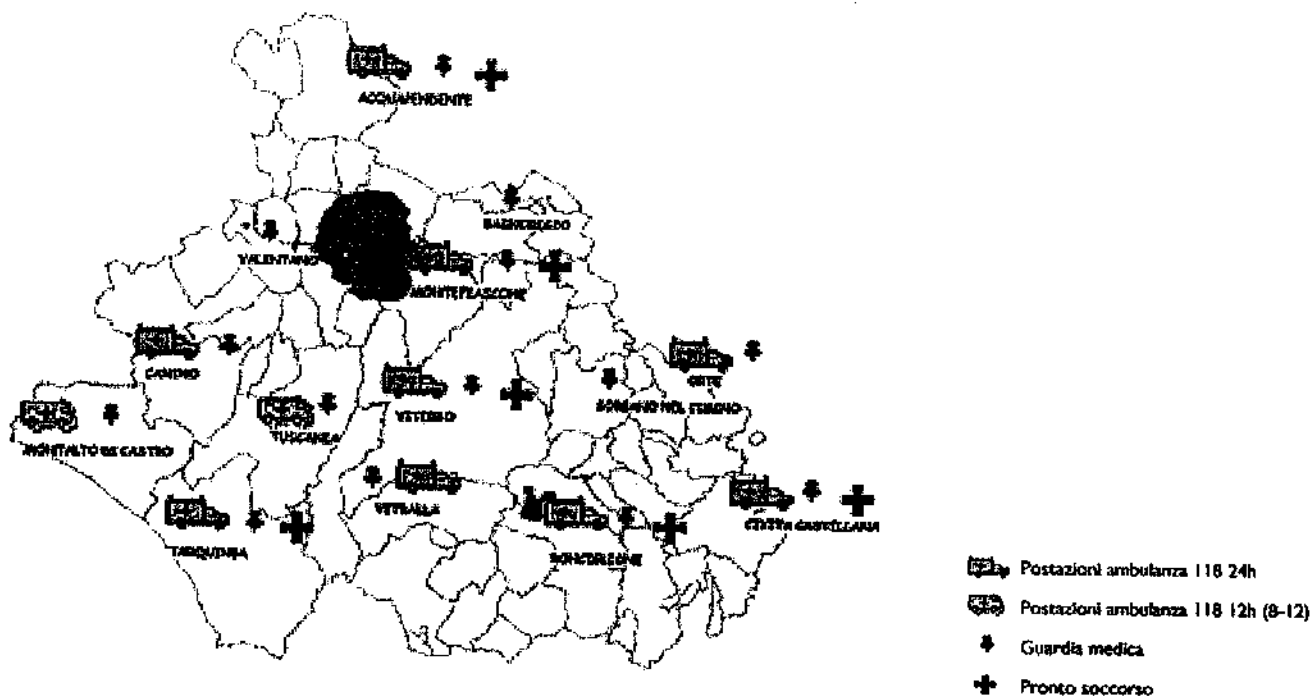 ACQUAPENDENTE
BAGNOREGIO
VALENTANO
MONTEFIASCONE
CANINO
ORTE
VITERBO
SORIANO NEL CIMINO
TUSCANIA
MONTALTO DI CASTRO
VETRALLA
CIVITA CASTELLANA
TARQUINIA
RONCIGLIONE
Postazioni ambulanza 118 24h
Postazioni ambulanza 118 12h (8-12)
Guardia medica
Pronto soccorso